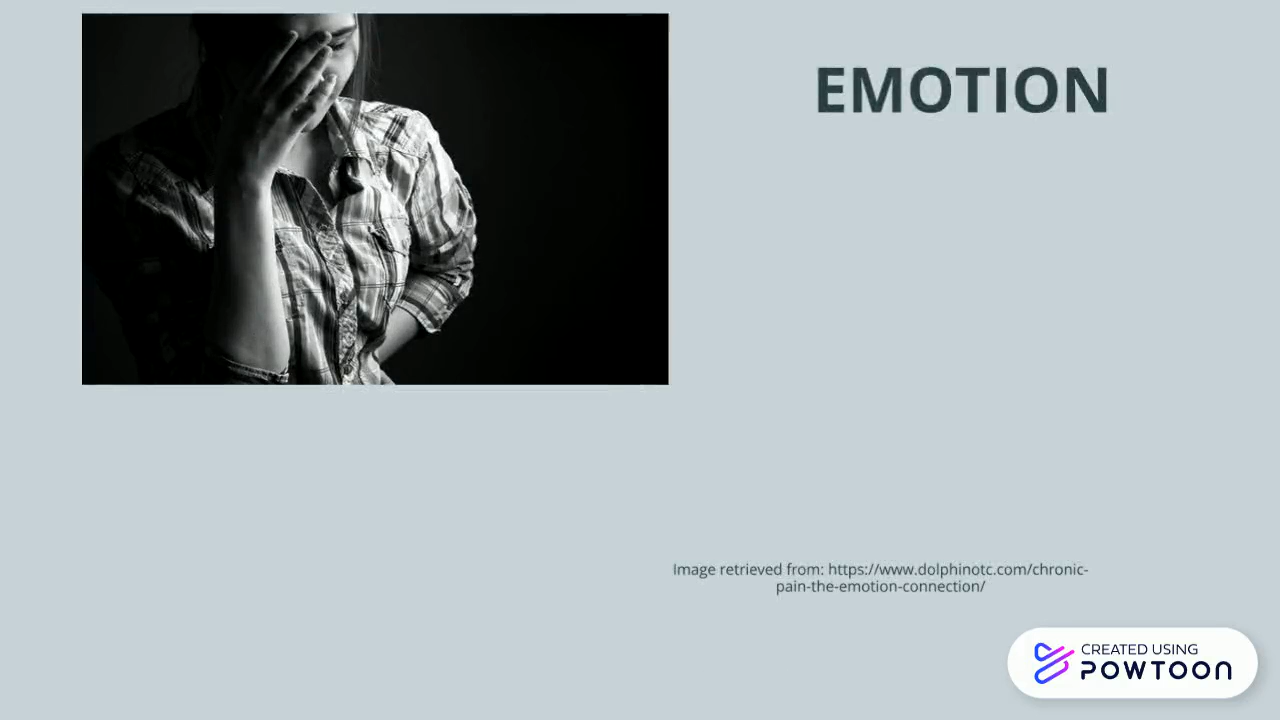 EMOTION
Image retrieved from: https://www.dolphinotc.com/chronic-
pain-the-emotion-connection/
CREATED USING
POWTOON